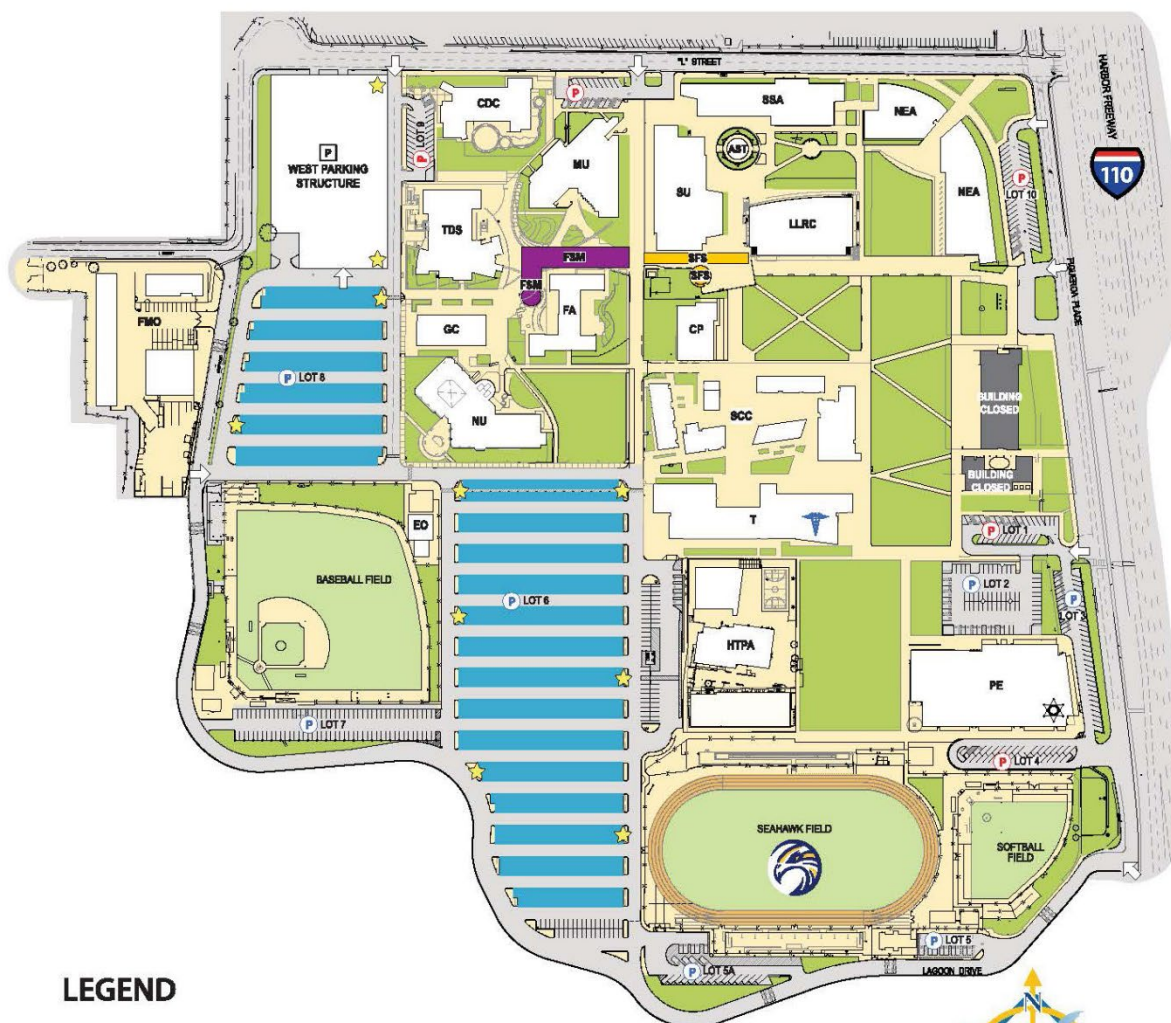 "L" STREET
HARBOR FREEWAY
110
CDC
P
SSA
NEA
P
WEST PARKING
STRUCTURE
LOT 9
P
MU
AST
SU
NEA
P
LOT 10
TDS
LLRC
FSM
SFS
FSM
SFS
FIGUEROA PLACE
L STREET
FMO
FA
GC
CP
P LOT 8
NU
SCC
BUILDING
CLOSED
BUILDING
CLOSED
EO
T
P LOT 1
BASEBALL FIELD
P LOT 2
P
P LOT 6
HTPA
PE
P LOT 7
P LOT 4
SEAHAWK FIELD
SOFTBALL
FIELD
P LOT 5
P LOT 5A
LAGOON DRIVE
LEGEND
N